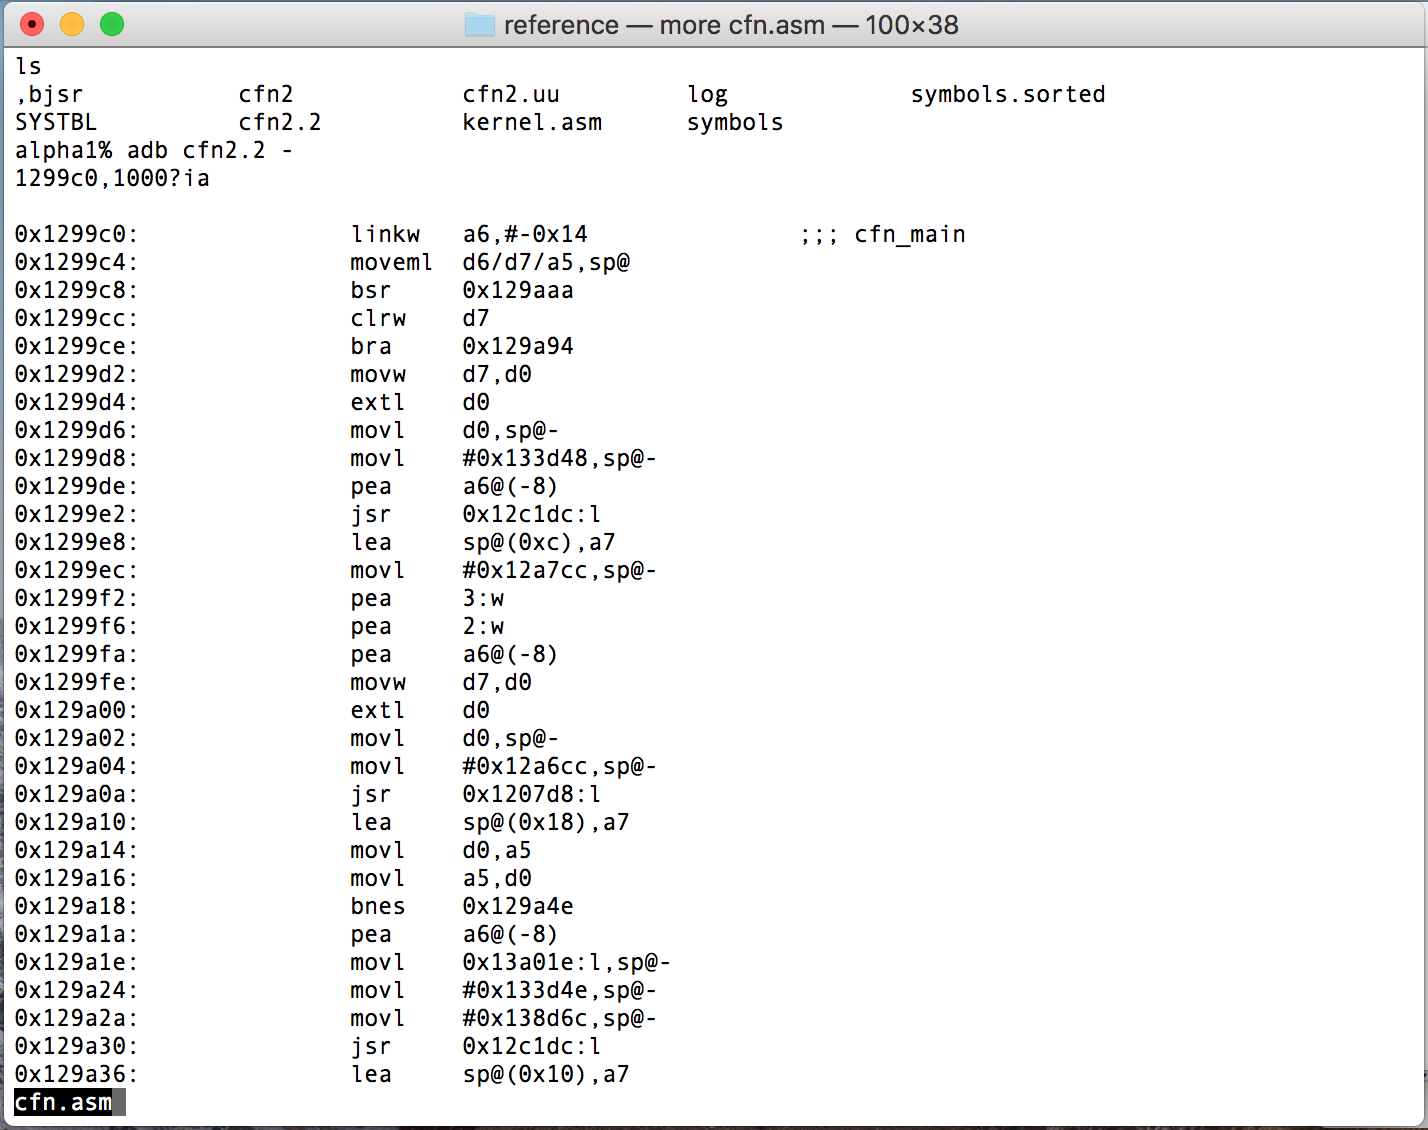 reference — more cfn.asm — 100×38
ls
,bjsr cfn2 cfn2.uu log symbols.sorted
SYSTBL cfn2.2 kernel.asm symbols
alpha1% adb cfn2.2 -
1299c0,1000?ia
0x1299c0: linkw a6,#-0x14 ;;; cfn_main
0x1299c4: moveml d6/d7/a5,sp@
0x1299c8: bsr 0x129aaa
0x1299cc: clrw d7
0x1299ce: bra 0x129a94
0x1299d2: movw d7,d0
0x1299d4: extl d0
0x1299d6: movl d0,sp@-
0x1299d8: movl #0x133d48,sp@-
0x1299de: pea a6@(-8)
0x1299e2: jsr 0x12c1dc:l
0x1299e8: lea sp@(0xc),a7
0x1299ec: movl #0x12a7cc,sp@-
0x1299f2: pea 3:w
0x1299f6: pea 2:w
0x1299fa: pea a6@(-8)
0x1299fe: movw d7,d0
0x129a00: extl d0
0x129a02: movl d0,sp@-
0x129a04: movl #0x12a6cc,sp@-
0x129a0a: jsr 0x1207d8:l
0x129a10: lea sp@(0x18),a7
0x129a14: movl d0,a5
0x129a16: movl a5,d0
0x129a18: bnes 0x129a4e
0x129a1a: pea a6@(-8)
0x129a1e: movl 0x13a01e:l,sp@-
0x129a24: movl #0x133d4e,sp@-
0x129a2a: movl #0x138d6c,sp@-
0x129a30: jsr 0x12c1dc:l
0x129a36: lea sp@(0x10),a7
cfn.asm